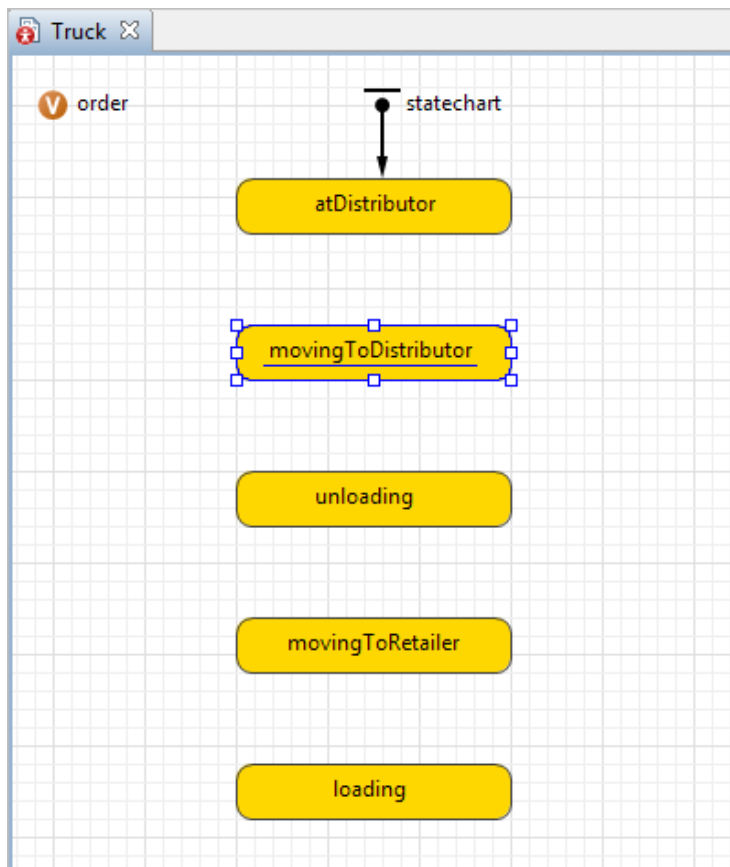 Truck
order
statechart
atDistributor
movingToDistributor
unloading
movingToRetailer
loading